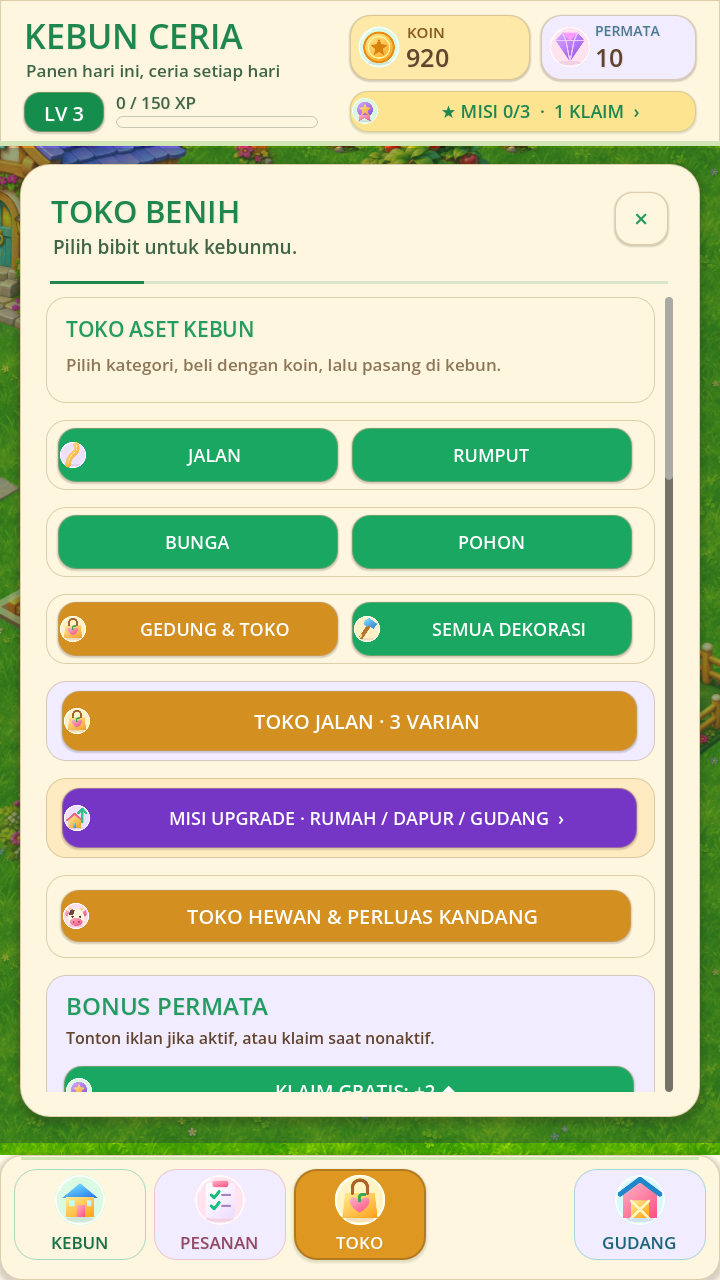 KEBUN CERIA
Panen hari ini, ceria setiap hari
LV 3
0 / 150 XP
KOIN
920
PERMATA
10
★ MISI 0/3 · 1 KLAIM ›
TOKO BENIH
Pilih bibit untuk kebunmu.
×
TOKO ASET KEBUN
Pilih kategori, beli dengan koin, lalu pasang di kebun.
JALAN
RUMPUT
BUNGA
POHON
GEDUNG & TOKO
SEMUA DEKORASI
TOKO JALAN · 3 VARIAN
MISI UPGRADE · RUMAH / DAPUR / GUDANG ›
TOKO HEWAN & PERLUAS KANDANG
BONUS PERMATA
Tonton iklan jika aktif, atau klaim saat nonaktif.
KLAIM GRATIS: +2
KEBUN
PESANAN
TOKO
GUDANG